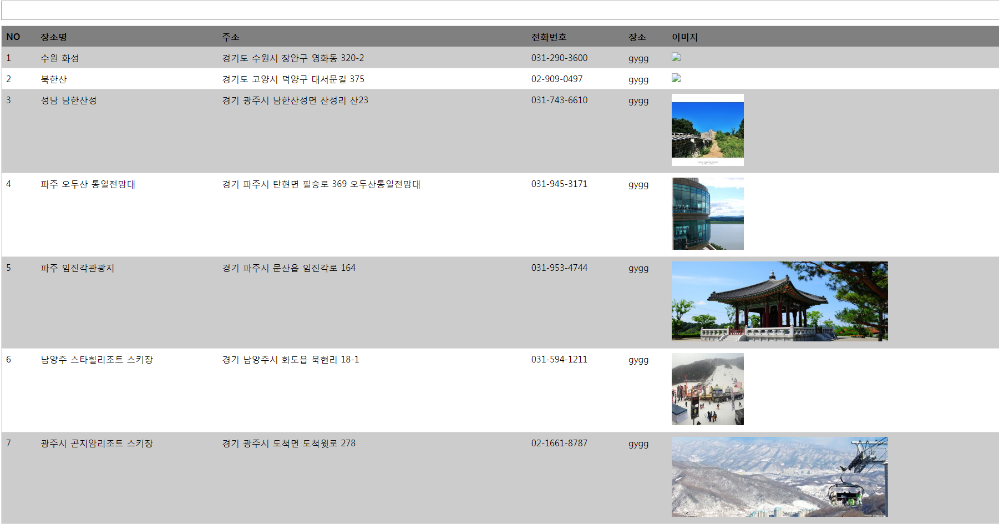 NO 장소명 주소 전화번호 장소 이미지
1 수원 화성 경기도 수원시 장안구 영화동 320-2 031-290-3600 gygg
2 북한산 경기도 고양시 덕양구 대서문길 375 02-909-0497 gygg
3 성남 남한산성 경기 광주시 남한산성면 산성리 산23 031-743-6610 gygg
4 파주 오두산 통일전망대 경기 파주시 탄현면 필승로 369 오두산통일전망대 031-945-3171 gygg
5 파주 임진각관광지 경기 파주시 문산읍 임진각로 164 031-953-4744 gygg
6 남양주 스타힐리조트 스키장 경기 남양주시 화도읍 묵현리 18-1 031-594-1211 gygg
7 광주시 곤지암리조트 스키장 경기 광주시 도척면 도척윗로 278 02-1661-8787 gygg